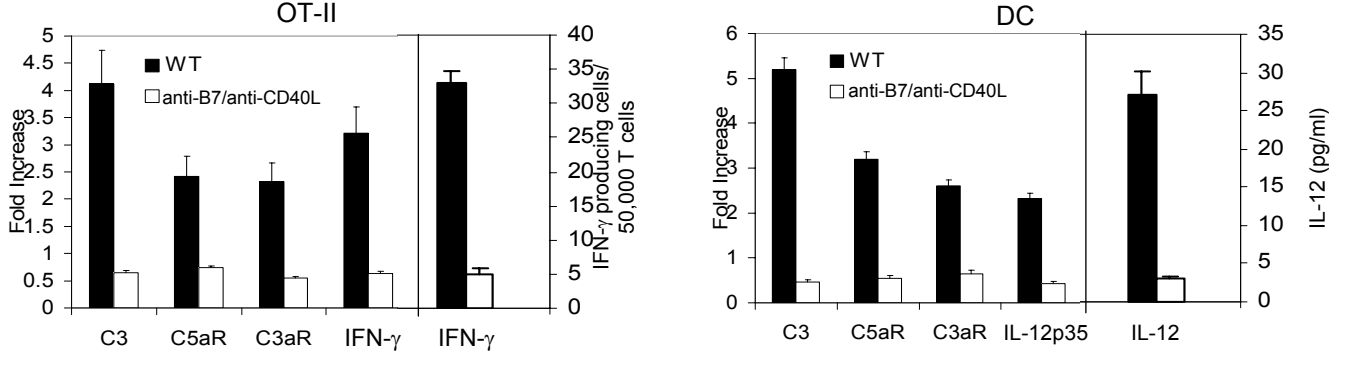 OT-II
5
4.5
4
3.5
3
2.5
2
1.5
1
0.5
0
Fold Increase
WT
anti-B7/anti-CD40L
40
35
30
25
20
15
10
5
0
IFN-γ producing cells/
50,000 T cells
C3 C5aR C3aR IFN-γ IFN-γ
DC
6
5
4
3
2
1
0
Fold Increase
WT
anti-B7/anti-CD40L
35
30
25
20
15
10
5
0
IL-12 (pg/ml)
C3 C5aR C3aR IL-12p35 IL-12